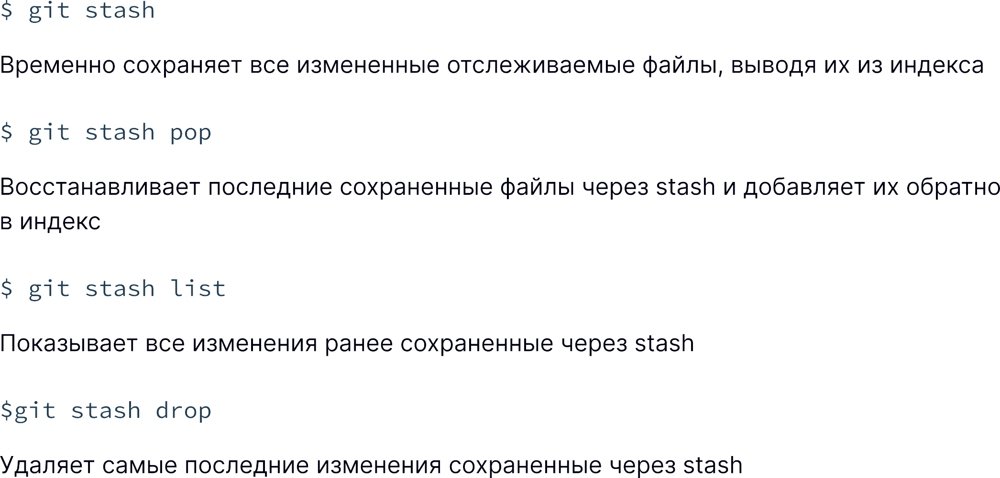 $ git stash
Временно сохраняет все измененные отслеживаемые файлы, выводя их из индекса
$ git stash pop
Восстанавливает последние сохраненные файлы через stash и добавляет их обратно
в индекс
$ git stash list
Показывает все изменения ранее сохраненные через stash
$git stash drop
Удаляет самые последние изменения сохраненные через stash